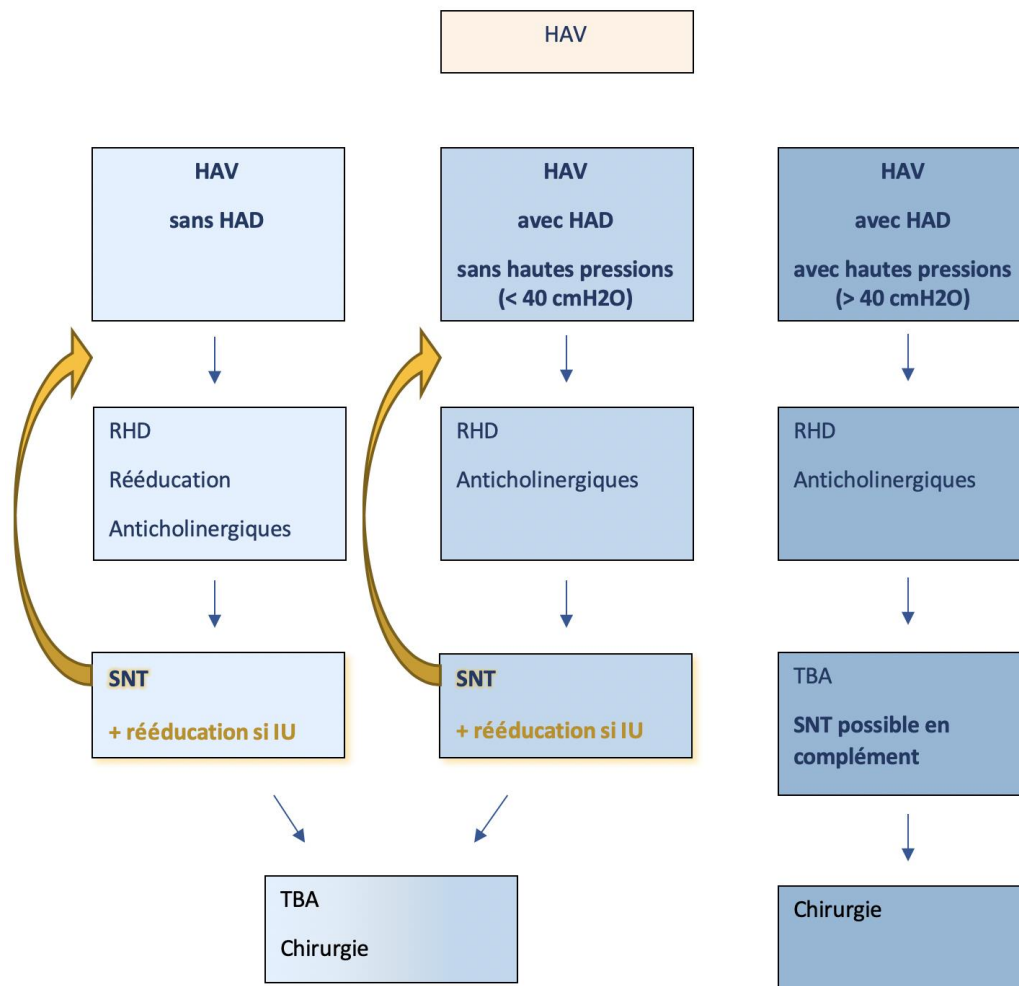 HAV
HAV
sans HAD
HAV
avec HAD
sans hautes pressions
(< 40 cmH2O)
HAV
avec HAD
avec hautes pressions
(> 40 cmH2O)
RHD
Rééducation
Anticholinergiques
RHD
Anticholinergiques
RHD
Anticholinergiques
SNT
+ rééducation si IU
SNT
+ rééducation si IU
TBA
SNT possible en
complément
TBA
Chirurgie
Chirurgie